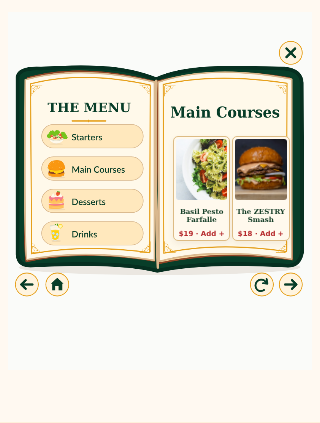 THE MENU
Starters
Main Courses
Desserts
Drinks
Main Courses
Basil Pesto
Farfalle
$19 · Add +
The ZESTRY
Smash
$18 · Add +